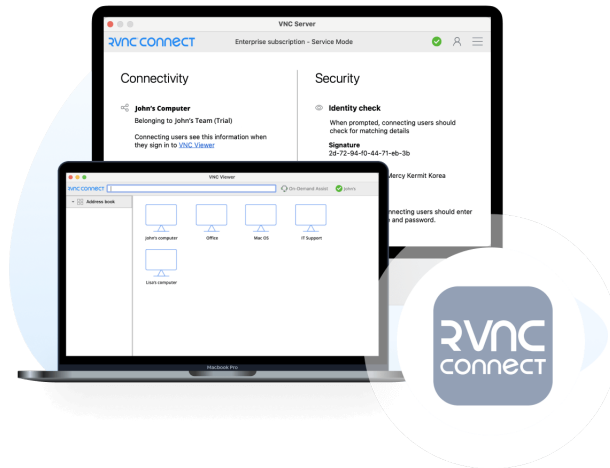 VNC Server
RVNC CONNECT
Enterprise subscription - Service Mode
Connectivity
John's Computer
Belonging to John's Team (Trial)
Connecting users see this information when
they sign in to VNC Viewer
Security
Identity check
When prompted, connecting users should
check for matching details
Signature
2d-72-94-f0-44-71-eb-3b
Mercy Kermit Korea
connecting users should enter
and password.
VNC Viewer
RVNC CONNECT
On-Demand Assist
John's
Address book
John's computer
Office
Mac OS
IT Support
Lisa's computer
Macbook Pro
RVNC
CONNECT